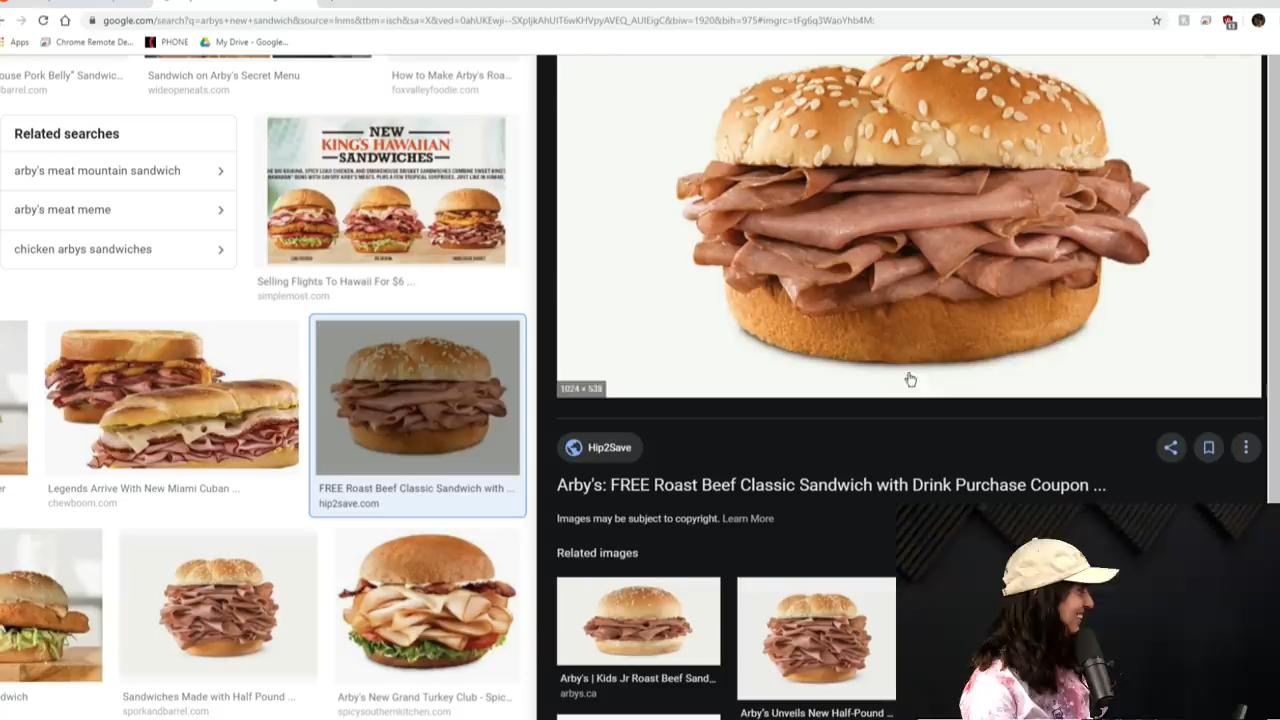 google.com/search?q=arbys+new+sandwich&source=lnms&tbm=isch&sa=X&ved=0ahUKEwji--SXpljkAhUIT6wKHVpyAVEQ_AUIEigC&biw=1920&bih=975#imgrc=tFg6q3WaoYhb4M:
Apps
Chrome Remote De...
PHONE
My Drive - Google...
ouse Pork Belly" Sandwic...
barrel.com
Sandwich on Arby's Secret Menu
wideopeneats.com
How to Make Arby's Roa...
foxvalleyfoodie.com
Related searches
arby's meat mountain sandwich
arby's meat meme
chicken arbys sandwiches
NEW
KING'S HAWAIIAN
SANDWICHES
Selling Flights To Hawaii For $6 ...
simplemost.com
Legends Arrive With New Miami Cuban ...
chewboom.com
FREE Roast Beef Classic Sandwich with ...
hip2save.com
dwich
Sandwiches Made with Half Pound ...
sporkandbarrel.com
Arby's New Grand Turkey Club - Spic...
spicysouthernkitchen.com
1024 × 538
Hip2Save
Arby's: FREE Roast Beef Classic Sandwich with Drink Purchase Coupon ...
Images may be subject to copyright. Learn More
Related images
Arby's | Kids Jr Roast Beef Sand...
arbys.ca
Arby's Unveils New Half-Pound ...